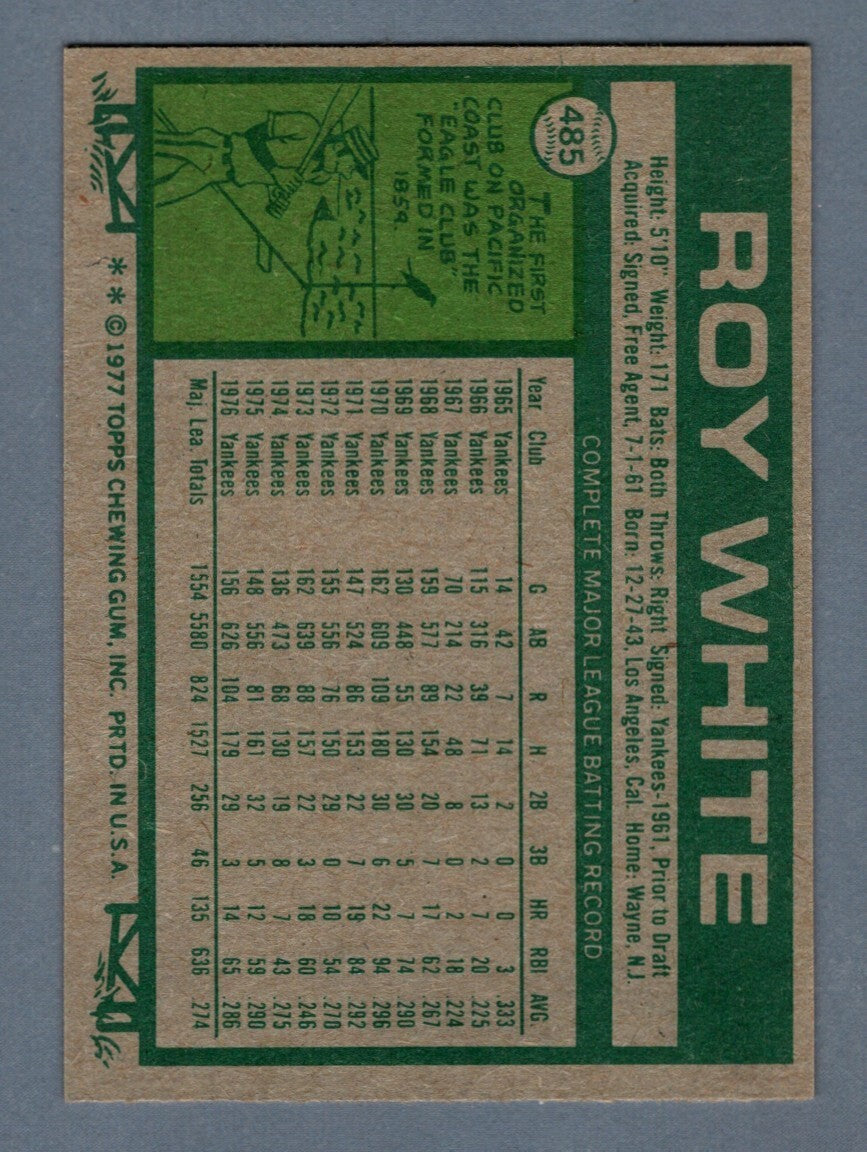 ROY WHITE
485
Height: 5'10" Weight: 171 Bats: Both Throws: Right Signed: Yankees-1961, Prior to Draft
Acquired: Signed, Free Agent, 7-1-61 Born: 12-27-43, Los Angeles, Cal. Home: Wayne, N.J.
THE FIRST
ORGANIZED
CLUB ON PACIFIC
COAST WAS THE
"EAGLE CLUB"
FORMED IN
1859.
COMPLETE MAJOR LEAGUE BATTING RECORD
Year Club G AB R H 2B 3B HR RBI AVG.
1965 Yankees 14 42 7 14 2 0 0 3 .333
1966 Yankees 115 316 39 71 13 2 7 20 .225
1967 Yankees 70 214 22 48 8 0 2 18 .224
1968 Yankees 159 577 89 154 20 7 17 62 .267
1969 Yankees 130 448 55 130 30 5 7 74 .290
1970 Yankees 162 609 109 180 30 6 22 94 .296
1971 Yankees 147 524 86 153 22 7 19 84 .292
1972 Yankees 155 556 76 150 29 0 10 54 .270
1973 Yankees 162 639 88 157 22 3 18 60 .246
1974 Yankees 136 473 68 130 19 8 7 43 .275
1975 Yankees 148 556 81 161 32 5 12 59 .290
1976 Yankees 156 626 104 179 29 3 14 65 .286
Maj. Lea. Totals 1554 5580 824 1527 256 46 135 636 .274
* * © 1977 TOPPS CHEWING GUM, INC. PRTD. IN U.S.A.